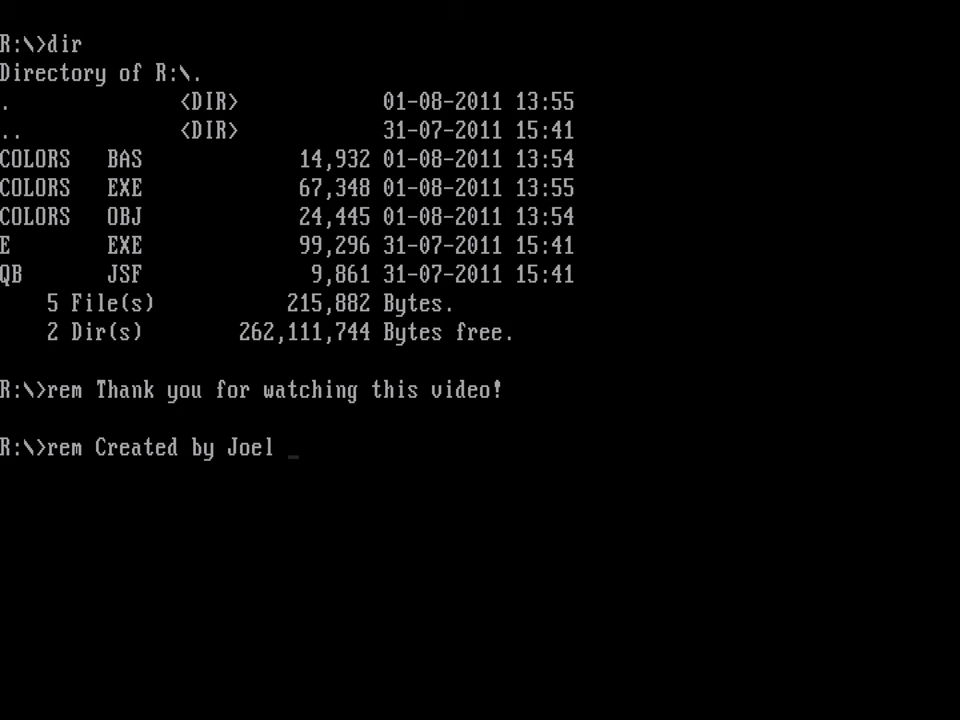 R:\>dir
Directory of R:\.
.              <DIR>            01-08-2011 13:55
..             <DIR>            31-07-2011 15:41
COLORS   BAS             14,932 01-08-2011 13:54
COLORS   EXE             67,348 01-08-2011 13:55
COLORS   OBJ             24,445 01-08-2011 13:54
E        EXE             99,296 31-07-2011 15:41
QB       JSF              9,861 31-07-2011 15:41
    5 File(s)           215,882 Bytes.
    2 Dir(s)        262,111,744 Bytes free.
R:\>rem Thank you for watching this video!
R:\>rem Created by Joel _